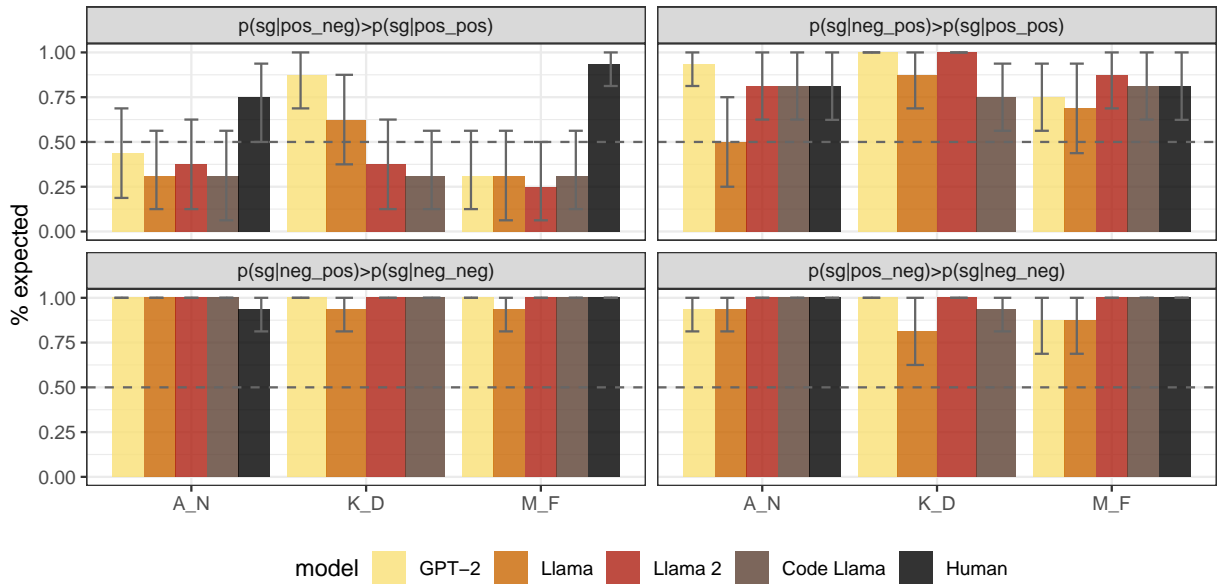 p(sg|pos_neg)>p(sg|pos_pos)
p(sg|neg_pos)>p(sg|pos_pos)
1.00
0.75
0.50
0.25
0.00
p(sg|neg_pos)>p(sg|neg_neg)
p(sg|pos_neg)>p(sg|neg_neg)
1.00
0.75
0.50
0.25
0.00
% expected
A_N K_D M_F
A_N K_D M_F
model GPT−2 Llama Llama 2 Code Llama Human